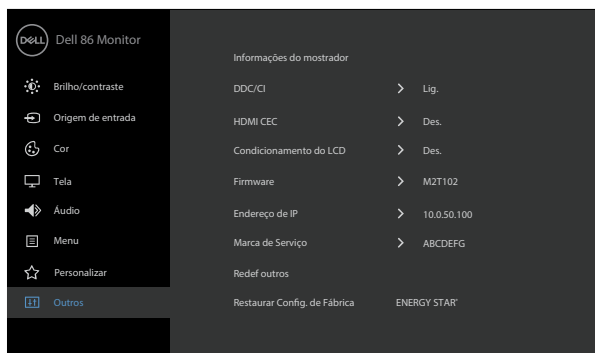 DELL Dell 86 Monitor
Informações do mostrador
Brilho/contraste DDC/CI Lig.
Origem de entrada HDMI CEC Des.
Cor Condicionamento do LCD Des.
Tela Firmware M2T102
Áudio Endereço de IP 10.0.50.100
Menu Marca de Serviço ABCDEFG
Personalizar Redef outros
Outros Restaurar Config. de Fábrica ENERGY STAR®